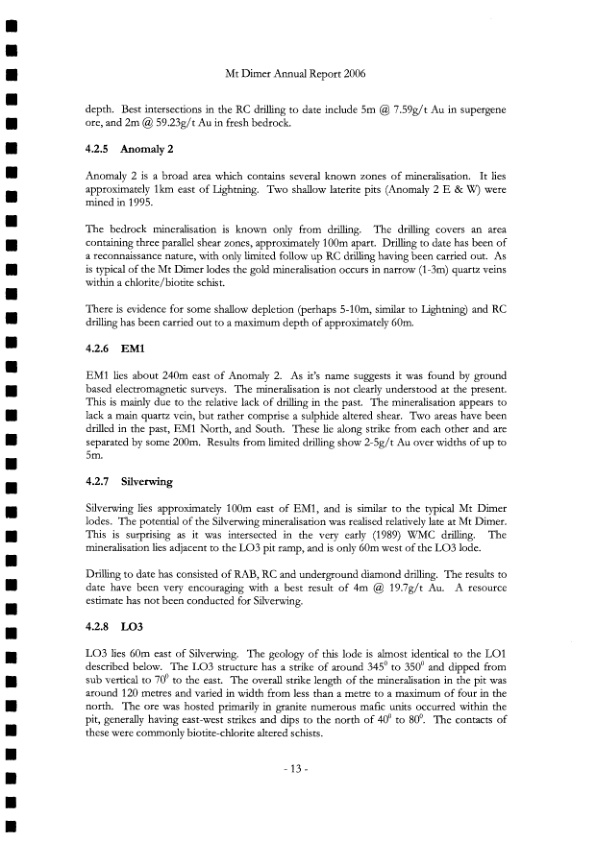 Mt Dimer Annual Report 2006
depth. Best intersections in the RC drilling to date include 5m @ 7.59g/t Au in supergene
ore, and 2m @ 59.23g/t Au in fresh bedrock.
4.2.5 Anomaly 2
Anomaly 2 is a broad area which contains several known zones of mineralisation. It lies
approximately 1km east of Lightning. Two shallow laterite pits (Anomaly 2 E & W) were
mined in 1995.
The bedrock mineralisation is known only from drilling. The drilling covers an area
containing three parallel shear zones, approximately 100m apart. Drilling to date has been of
a reconnaissance nature, with only limited follow up RC drilling having been carried out. As
is typical of the Mt Dimer lodes the gold mineralisation occurs in narrow (1-3m) quartz veins
within a chlorite/biotite schist.
There is evidence for some shallow depletion (perhaps 5-10m, similar to Lightning) and RC
drilling has been carried out to a maximum depth of approximately 60m.
4.2.6 EM1
EM1 lies about 240m east of Anomaly 2. As it's name suggests it was found by ground
based electromagnetic surveys. The mineralisation is not clearly understood at the present.
This is mainly due to the relative lack of drilling in the past. The mineralisation appears to
lack a main quartz vein, but rather comprise a sulphide altered shear. Two areas have been
drilled in the past, EM1 North, and South. These lie along strike from each other and are
separated by some 200m. Results from limited drilling show 2-5g/t Au over widths of up to
5m.
4.2.7 Silverwing
Silverwing lies approximately 100m east of EM1, and is similar to the typical Mt Dimer
lodes. The potential of the Silverwing mineralisation was realised relatively late at Mt Dimer.
This is surprising as it was intersected in the very early (1989) WMC drilling. The
mineralisation lies adjacent to the LO3 pit ramp, and is only 60m west of the LO3 lode.
Drilling to date has consisted of RAB, RC and underground diamond drilling. The results to
date have been very encouraging with a best result of 4m @ 19.7g/t Au. A resource
estimate has not been conducted for Silverwing.
4.2.8 LO3
LO3 lies 60m east of Silverwing. The geology of this lode is almost identical to the LO1
described below. The LO3 structure has a strike of around 345⁰ to 350⁰ and dipped from
sub vertical to 70⁰ to the east. The overall strike length of the mineralisation in the pit was
around 120 metres and varied in width from less than a metre to a maximum of four in the
north. The ore was hosted primarily in granite numerous mafic units occurred within the
pit, generally having east-west strikes and dips to the north of 40⁰ to 80⁰. The contacts of
these were commonly biotite-chlorite altered schists.
- 13 -